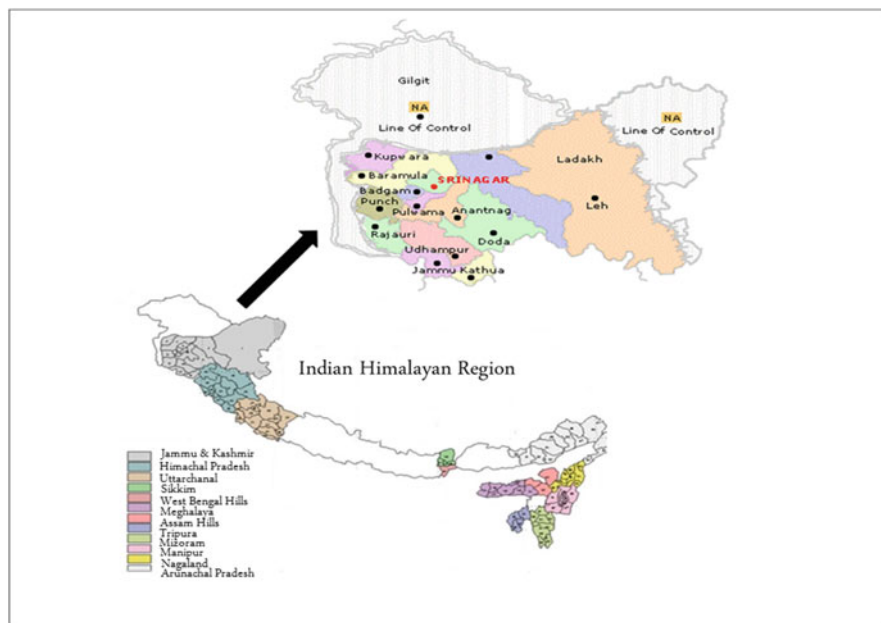 Gilgit
NA
Line Of Control
NA
Line Of Control
Kupwara
Ladakh
Baramula
SRINAGAR
Badgam
Punch
Leh
Pulwama
Anantnag
Rajauri
Doda
Udhampur
Jammu Kathua
Indian Himalayan Region
Jammu & Kashmir
Himachal Pradesh
Uttarchanal
Sikkim
West Bengal Hills
Meghalaya
Assam Hills
Tripura
Mizoram
Manipur
Nagaland
Arunachal Pradesh